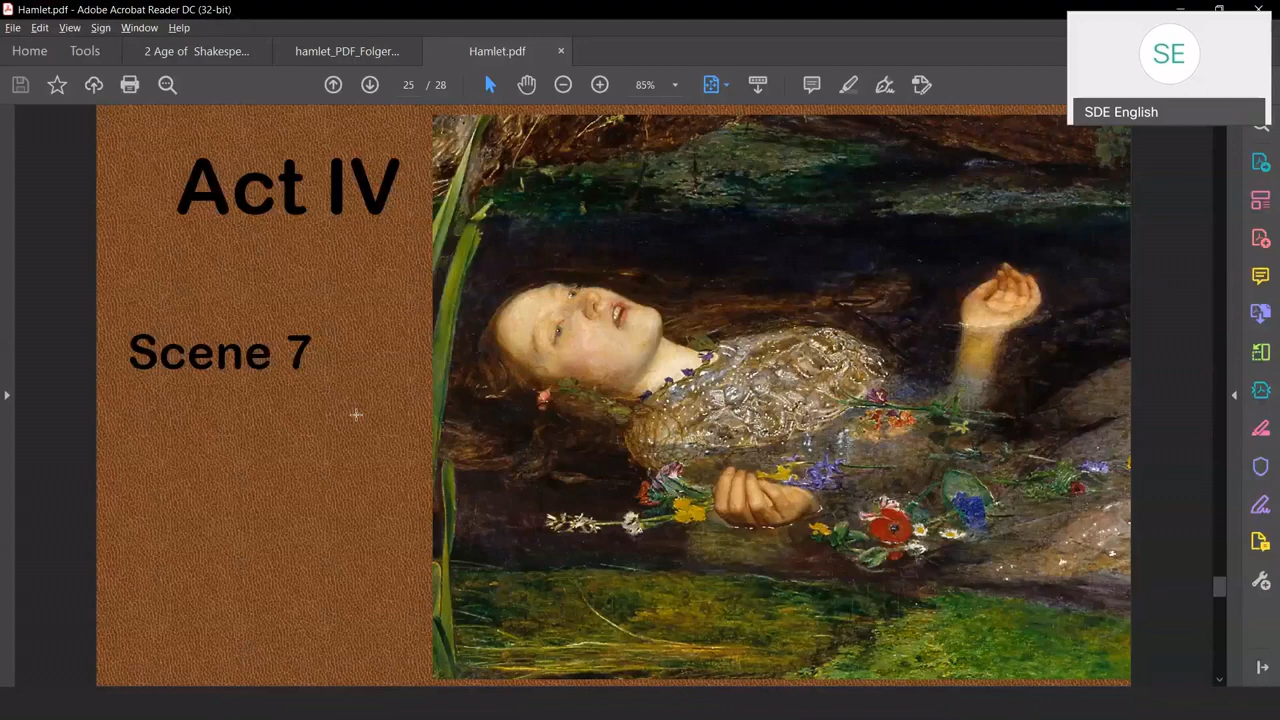 Hamlet.pdf - Adobe Acrobat Reader DC (32-bit)
File Edit View Sign Window Help
Home Tools 2 Age of Shakespe... hamlet_PDF_Folger... Hamlet.pdf ×
25 / 28 85%
SE
SDE English
Act IV
Scene 7